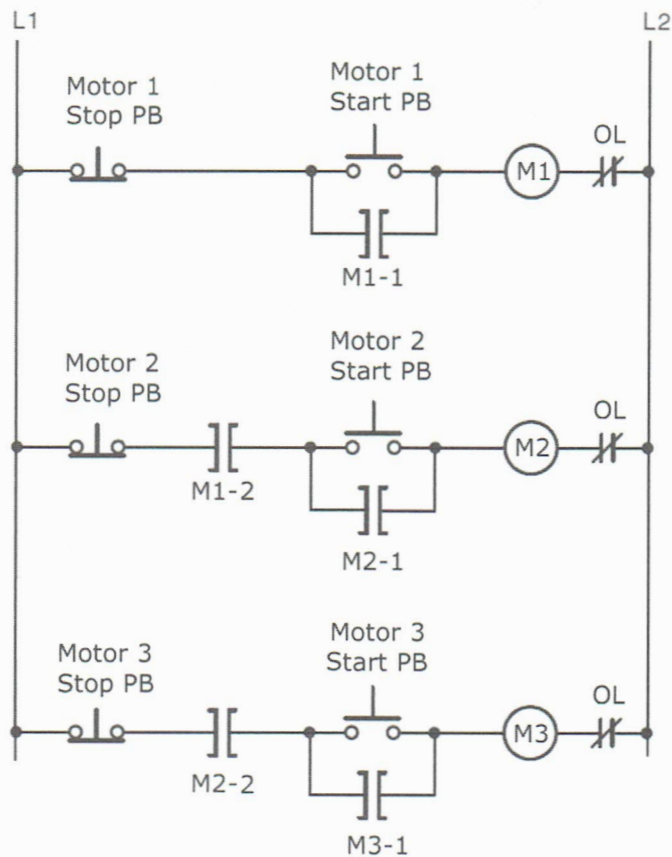 L1
L2
Motor 1
Stop PB
Motor 1
Start PB
OL
M1
M1-1
Motor 2
Stop PB
Motor 2
Start PB
OL
M2
M1-2
M2-1
Motor 3
Stop PB
Motor 3
Start PB
OL
M3
M2-2
M3-1